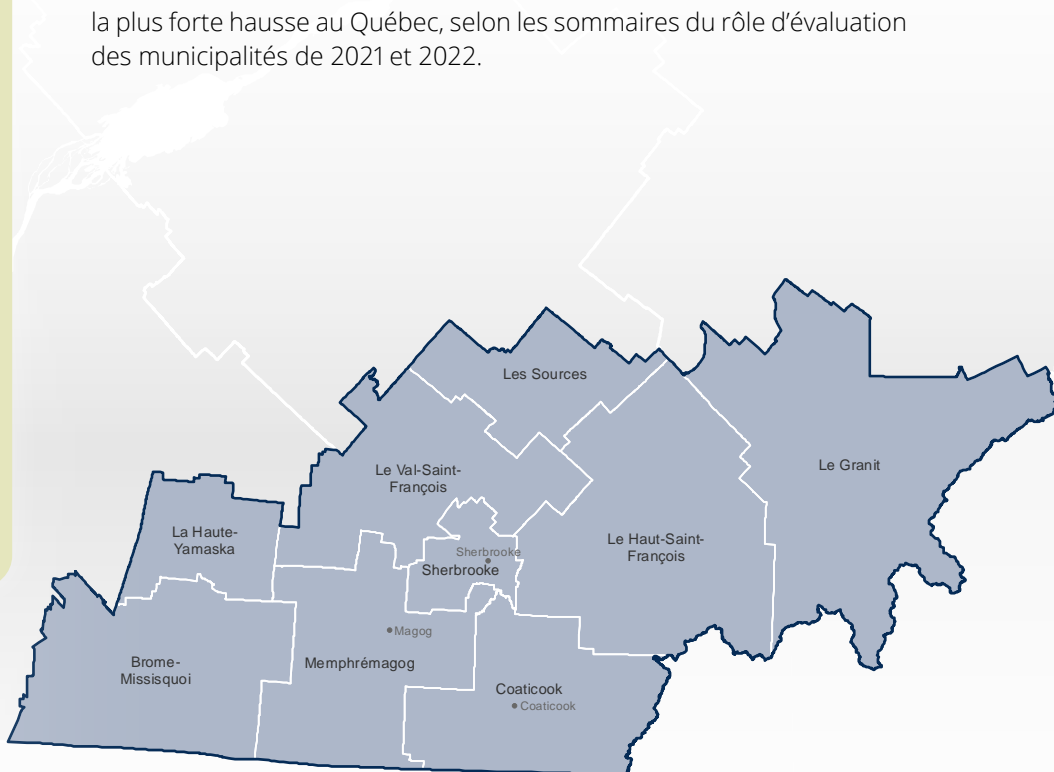 la plus forte hausse au Québec, selon les sommaires du rôle d’évaluation
des municipalités de 2021 et 2022.
Les Sources
Le Val-Saint-
François
Le Granit
La Haute-
Yamaska
Le Haut-Saint-
François
Sherbrooke
Sherbrooke
Magog
Brome-
Missisquoi
Memphrémagog
Coaticook
Coaticook